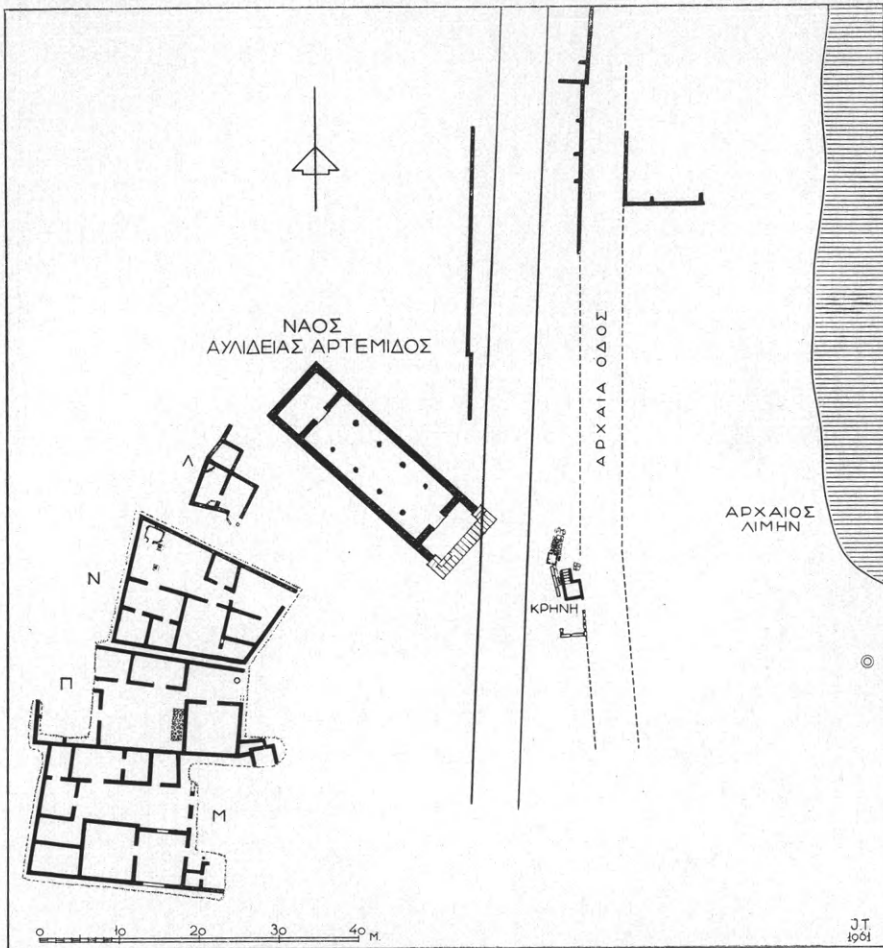 ΝΑΟΣ
ΑΥΛΙΔΕΙΑΣ ΑΡΤΕΜΙΔΟΣ
ΑΡΧΑΙΑ ΟΔΟΣ
Λ
ΑΡΧΑΙΟΣ
ΛΙΜΗΝ
Ν
ΚΡΗΝΗ
Π
Μ
0 10 20 30 40 Μ.
J.T.
1961